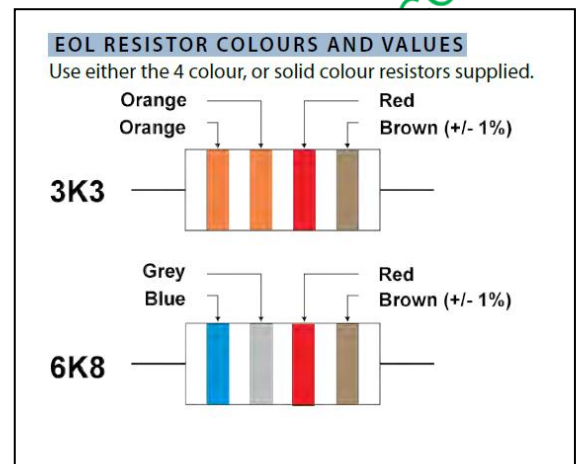 EOL RESISTOR COLOURS AND VALUES
Use either the 4 colour, or solid colour resistors supplied.
Orange Red
Orange Brown (+/- 1%)
3K3
Grey Red
Blue Brown (+/- 1%)
6K8